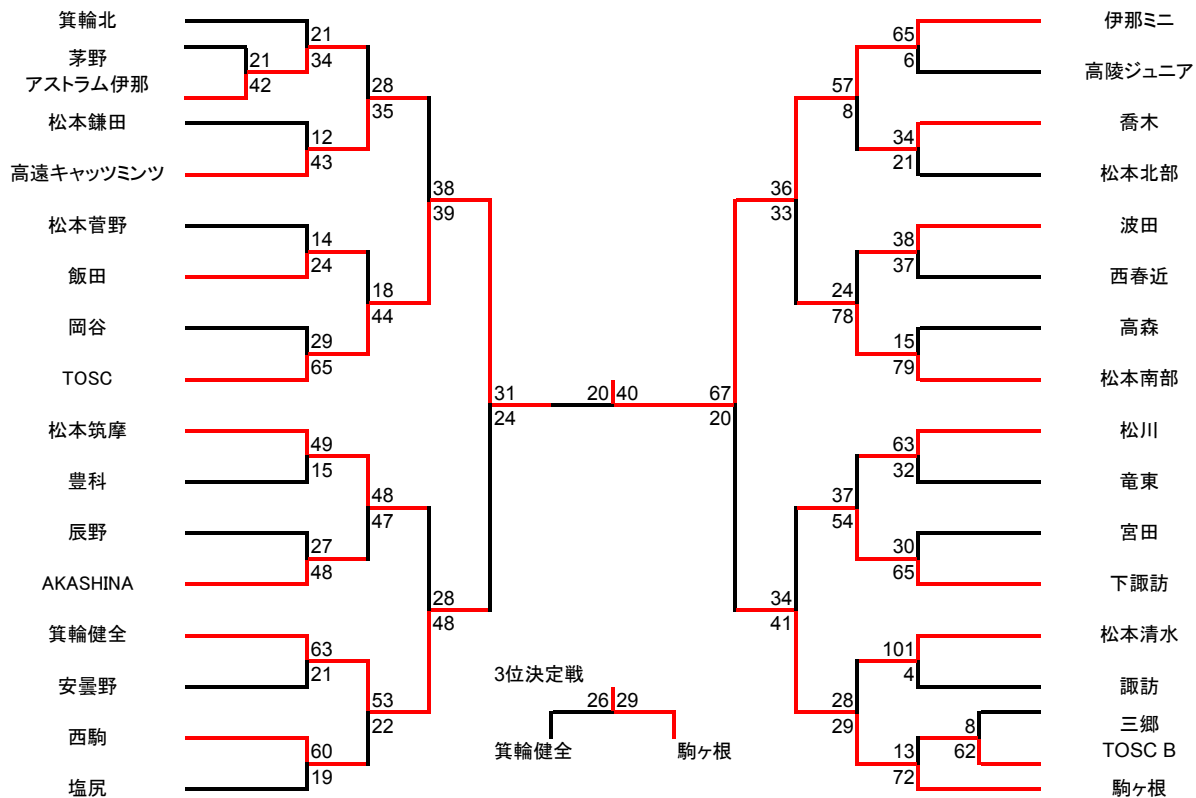 箕輪北
茅野
アストラム伊那
松本鎌田
高遠キャッツミンツ
松本菅野
飯田
岡谷
TOSC
松本筑摩
豊科
辰野
AKASHINA
箕輪健全
安曇野
西駒
塩尻
21
34
21
42
12
43
14
24
29
65
49
15
27
48
63
21
60
19
28
35
18
44
48
47
53
22
38
39
28
48
31
24
20 40
67
20
36
33
34
41
57
8
24
78
37
54
28
29
65
6
34
21
38
37
15
79
63
32
30
65
101
4
8
62
13
72
伊那ミニ
高陵ジュニア
喬木
松本北部
波田
西春近
高森
松本南部
松川
竜東
宮田
下諏訪
松本清水
諏訪
三郷
TOSC B
駒ヶ根
3位決定戦
26 29
箕輪健全 駒ヶ根